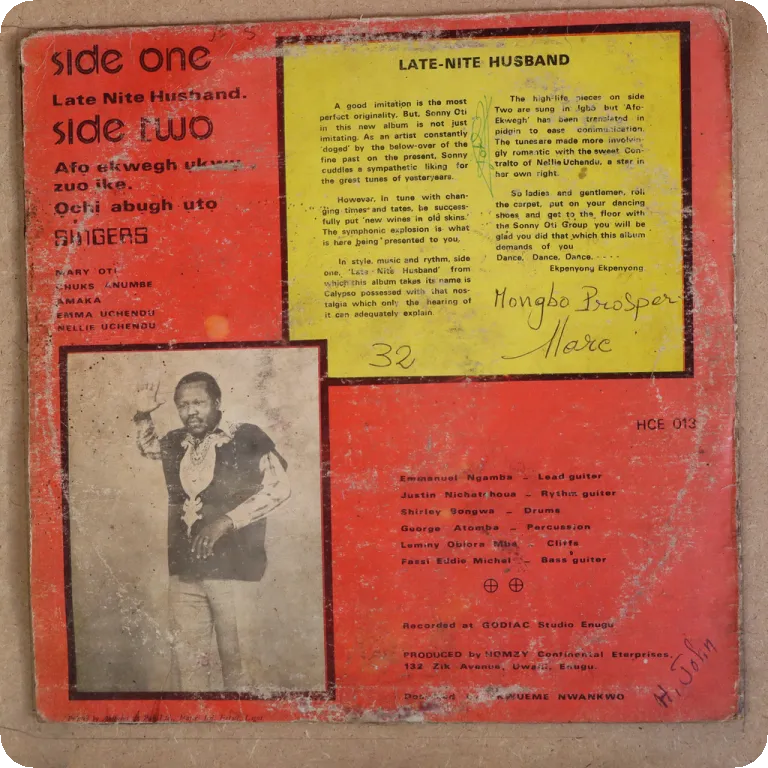 side one
Late Nite Husband.
side two
Afo ekwegh ukwu
zuo ike.
Ochi abugh uto
SINGERS
MARY OTI
CHUKS ANUMBE
AMAKA
EMMA UCHENDU
NELLIE UCHENDU
LATE-NITE HUSBAND
A good imitation is the most
perfect originality. But, Sonny Oti
in this new album is not just
imitating. As an artist constantly
'doged' by the below-over of the
fine past on the present, Sonny
cuddles a sympathetic liking for
the great tunes of yesteryears.
However, in tune with chan-
ging times and tates, he success-
fully put 'new wines in old skins.'
The symphonic explosion is what
is here being presented to you.
In style, music and rythm, side
one, 'Late-Nite Husband' from
which this album takes its name is
Calypso possessed with that nos-
talgia which only the hearing of
it can adequately explain
The high-life pieces on side
Two are sung in Igbo but 'Afo-
Ekwegh' has been translated in
pidgin to ease communication.
The tunes are made more involvin-
gly romantic with the sweet Con-
tralto of Nellie Uchendu, a star in
her own right.
So ladies and gentlemen, roll
the carpet, put on your dancing
shoes and get to the floor with
the Sonny Oti Group you will be
glad you did that which this album
demands of you
Dance, Dance, Dance.....
Ekpenyong Ekpenyong
Mongbo Prosper
Marc
32
HCE 013
Emmanuel Ngamba – Lead guiter
Justin – Rythm guiter
Shirley Songwa – Drums
George Atomba – Percussion
Lemmy Obiora Mba – Cliffs
Fassi Eddie Michel – Bass guiter
Recorded at GODIAC Studio Enugu
PRODUCED by HOMZY Continental Eterprises,
132 Zik Avenue, Uwani, Enugu.
NWANKWO
H. John